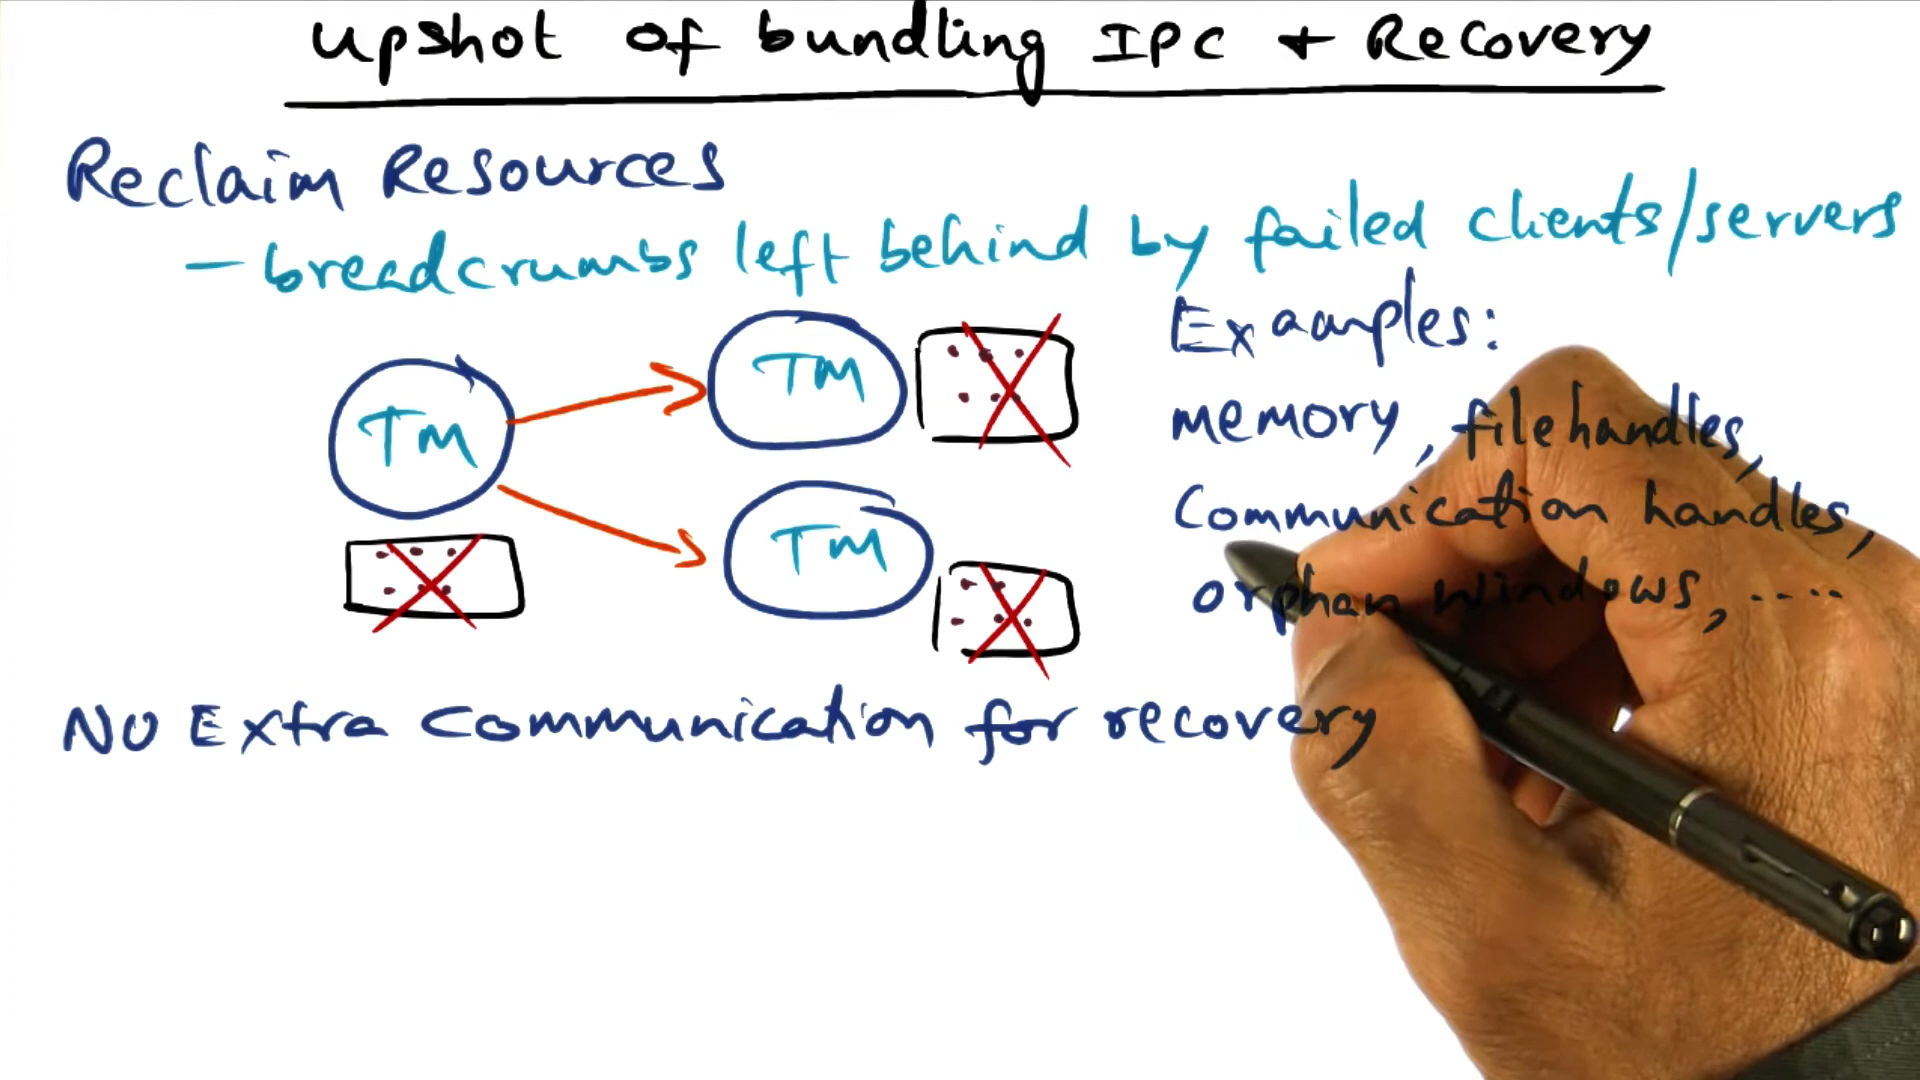 upshot of bundling IPC + Recovery
Reclaim Resources
- breadcrumbs left behind by failed clients/servers
Examples:
memory, filehandles,
Communication handles,
orphan windows, ....
TM
TM
TM
NO Extra communication for recovery